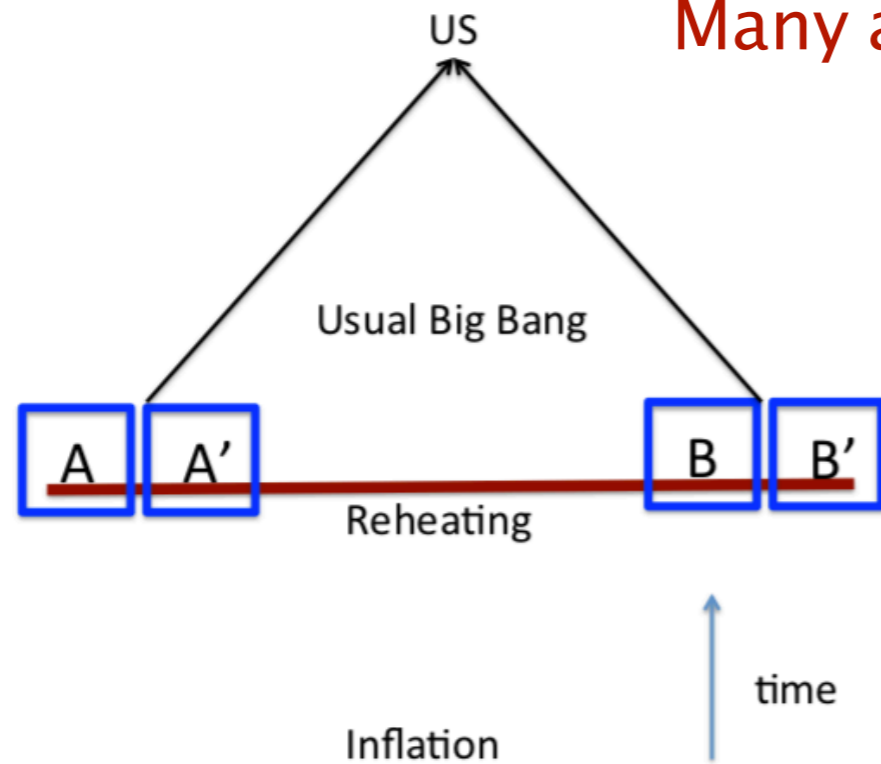 US
Many a
Usual Big Bang
A
A′
B
B′
Reheating
time
Inflation